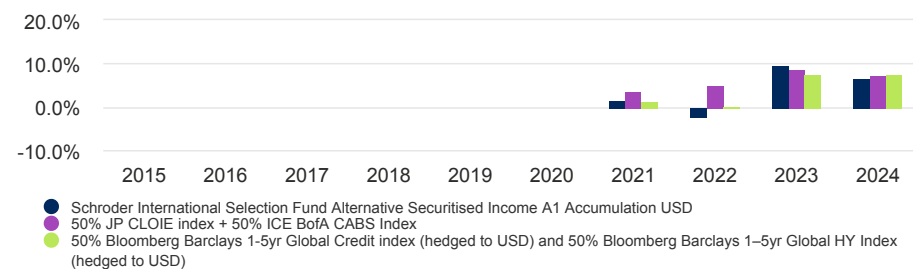 20.0%
10.0%
0.0%
-10.0%
2015 2016 2017 2018 2019 2020 2021 2022 2023 2024
Schroder International Selection Fund Alternative Securitised Income A1 Accumulation USD
50% JP CLOIE index + 50% ICE BofA CABS Index
50% Bloomberg Barclays 1-5yr Global Credit index (hedged to USD) and 50% Bloomberg Barclays 1–5yr Global HY Index
(hedged to USD)